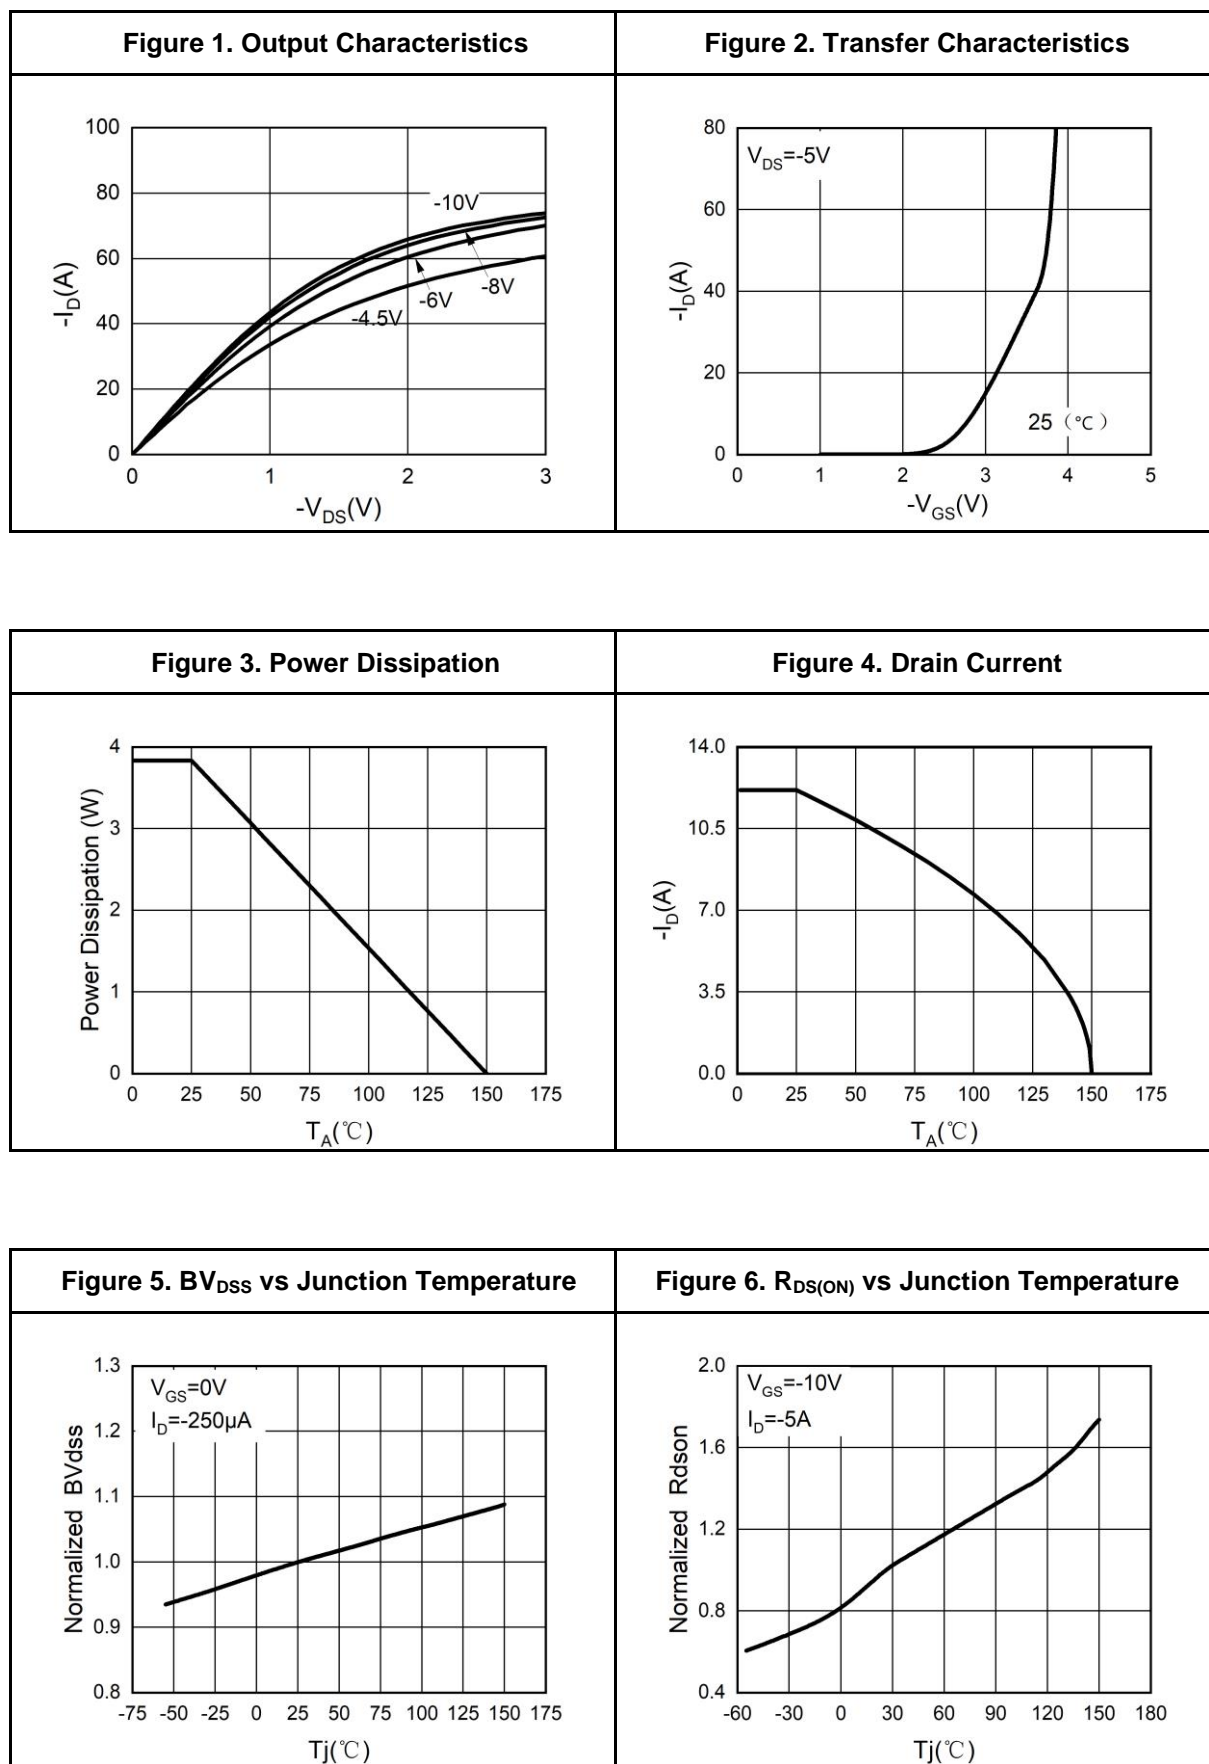 Figure 1. Output Characteristics
Figure 2. Transfer Characteristics
100
80
60
40
20
0
-I_D(A)
-10V
-8V
-6V
-4.5V
0 1 2 3
-V_DS(V)
80
60
40
20
0
-I_D(A)
V_DS=-5V
25（℃）
0 1 2 3 4 5
-V_GS(V)
Figure 3. Power Dissipation
Figure 4. Drain Current
4
3
2
1
0
Power Dissipation (W)
0 25 50 75 100 125 150 175
T_A(℃)
14.0
10.5
7.0
3.5
0.0
-I_D(A)
0 25 50 75 100 125 150 175
T_A(℃)
Figure 5. BV_DSS vs Junction Temperature
Figure 6. R_DS(ON) vs Junction Temperature
1.3
1.2
1.1
1.0
0.9
0.8
Normalized BVdss
V_GS=0V
I_D=-250μA
-75 -50 -25 0 25 50 75 100 125 150 175
Tj(℃)
2.0
1.6
1.2
0.8
0.4
Normalized Rdson
V_GS=-10V
I_D=-5A
-60 -30 0 30 60 90 120 150 180
Tj(℃)